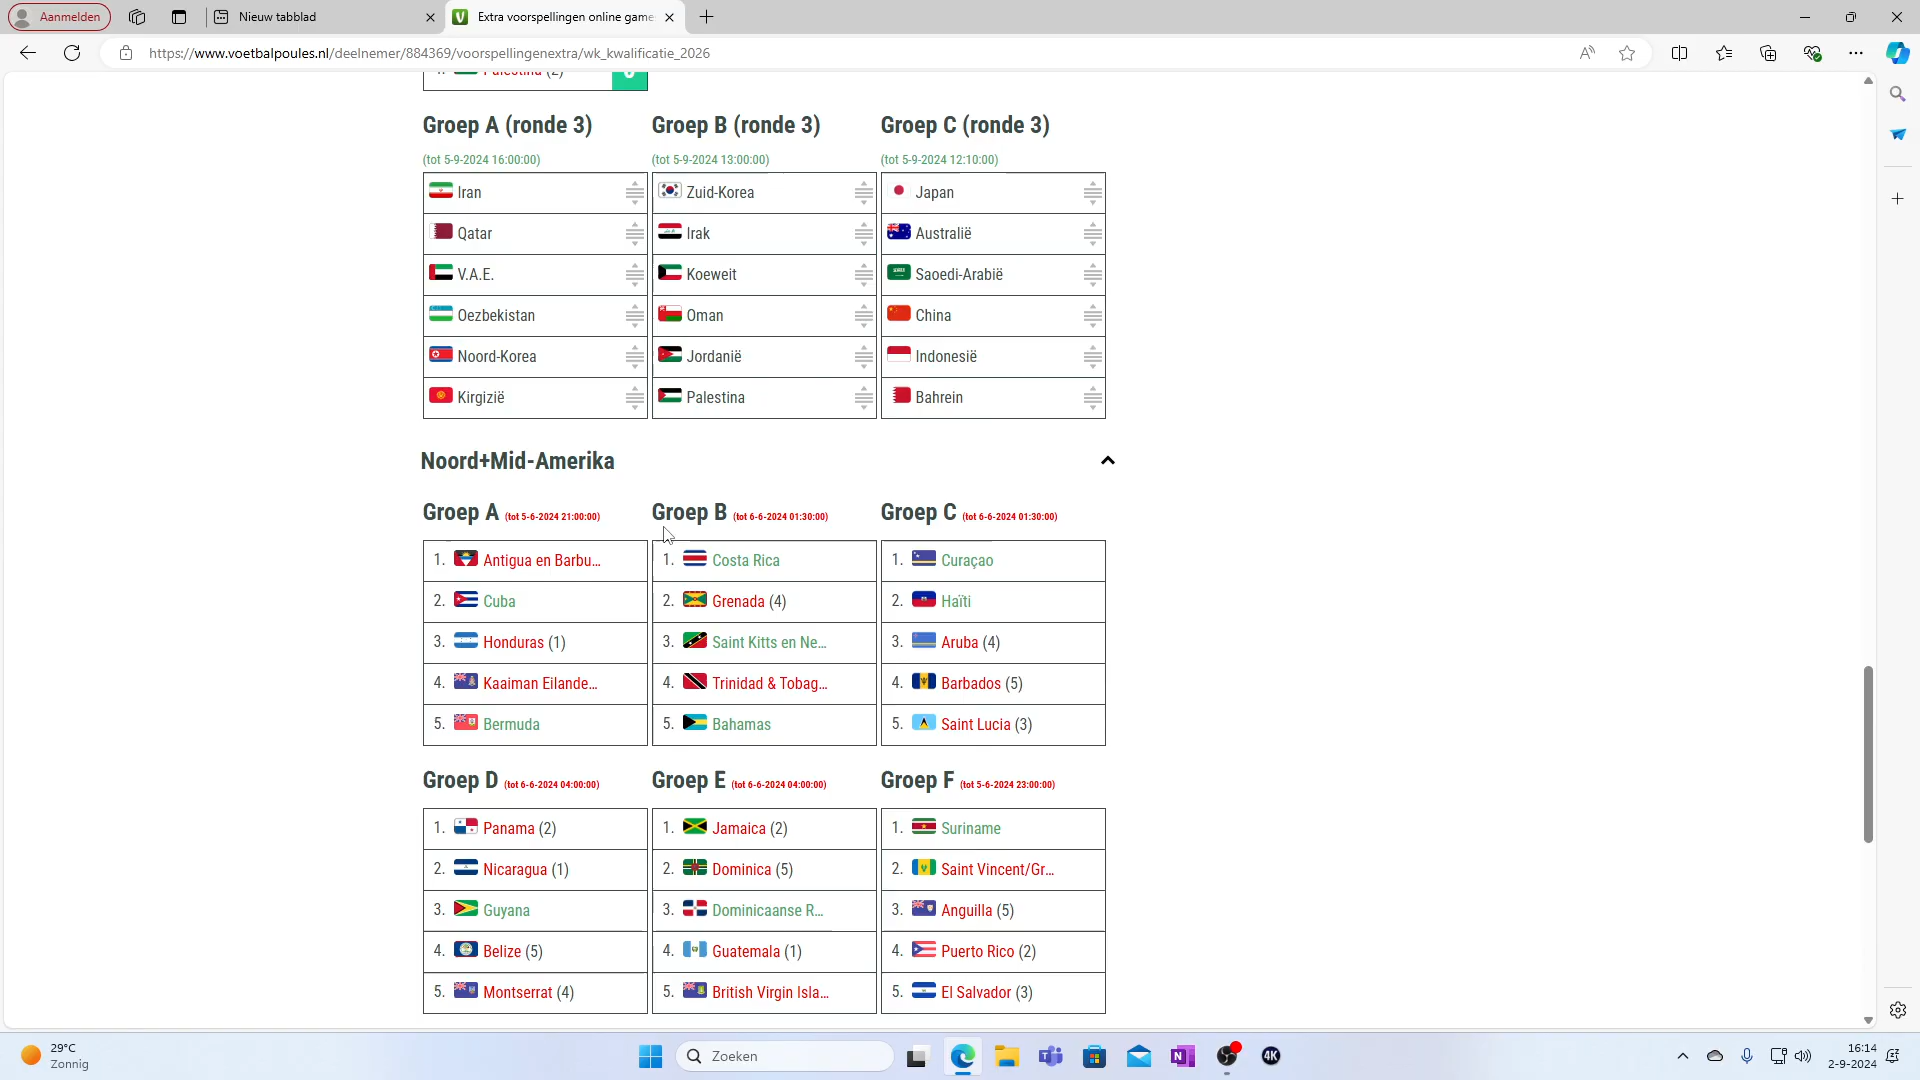 Aanmelden
Nieuw tabblad
Extra voorspellingen online game
https://www.voetbalpoules.nl/deelnemer/884369/voorspellingenextra/wk_kwalificatie_2026
Groep A (ronde 3) Groep B (ronde 3) Groep C (ronde 3)
(tot 5-9-2024 16:00:00) (tot 5-9-2024 13:00:00) (tot 5-9-2024 12:10:00)
Iran Zuid-Korea Japan
Qatar Irak Australië
V.A.E. Koeweit Saoedi-Arabië
Oezbekistan Oman China
Noord-Korea Jordanië Indonesië
Kirgizië Palestina Bahrein
Noord+Mid-Amerika
Groep A (tot 5-6-2024 21:00:00) Groep B (tot 6-6-2024 01:30:00) Groep C (tot 6-6-2024 01:30:00)
1. Antigua en Barbu... 1. Costa Rica 1. Curaçao
2. Cuba 2. Grenada (4) 2. Haïti
3. Honduras (1) 3. Saint Kitts en Ne... 3. Aruba (4)
4. Kaaiman Eilande... 4. Trinidad & Tobag... 4. Barbados (5)
5. Bermuda 5. Bahamas 5. Saint Lucia (3)
Groep D (tot 6-6-2024 04:00:00) Groep E (tot 6-6-2024 04:00:00) Groep F (tot 5-6-2024 23:00:00)
1. Panama (2) 1. Jamaica (2) 1. Suriname
2. Nicaragua (1) 2. Dominica (5) 2. Saint Vincent/Gr...
3. Guyana 3. Dominicaanse R... 3. Anguilla (5)
4. Belize (5) 4. Guatemala (1) 4. Puerto Rico (2)
5. Montserrat (4) 5. British Virgin Isla... 5. El Salvador (3)
29°C
Zonnig
Zoeken
4K
16:14
2-9-2024